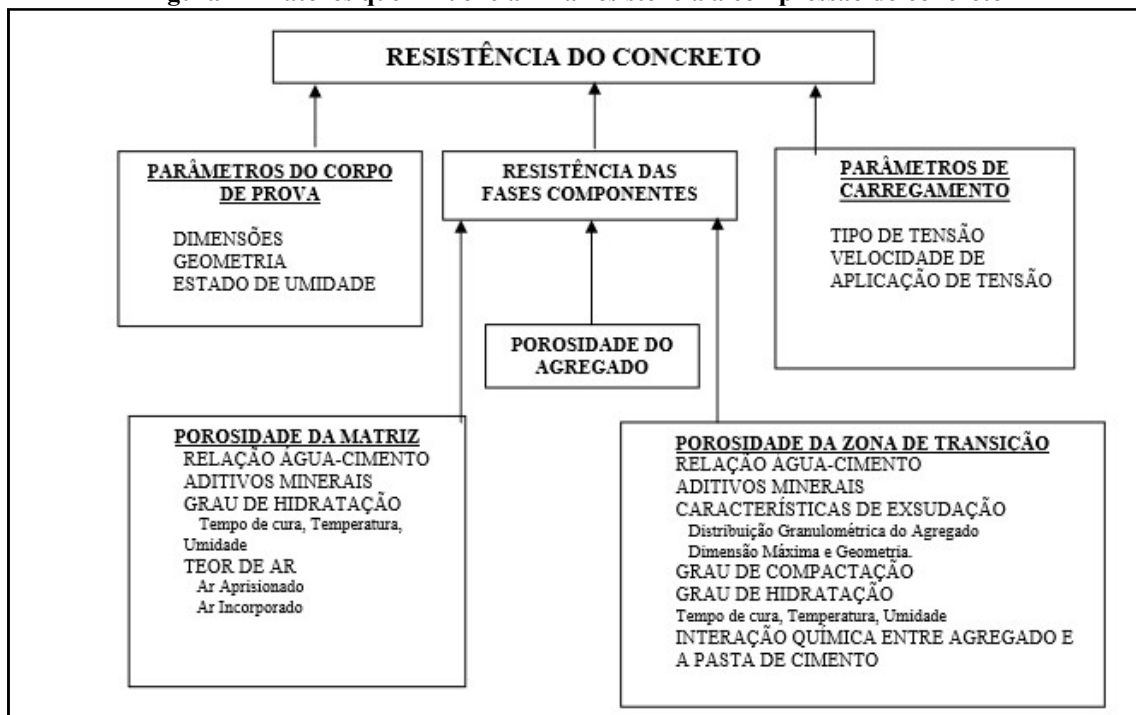 RESISTÊNCIA DO CONCRETO
PARÂMETROS DO CORPO
DE PROVA
DIMENSÕES
GEOMETRIA
ESTADO DE UMIDADE
RESISTÊNCIA DAS
FASES COMPONENTES
PARÂMETROS DE
CARREGAMENTO
TIPO DE TENSÃO
VELOCIDADE DE
APLICAÇÃO DE TENSÃO
POROSIDADE DO
AGREGADO
POROSIDADE DA MATRIZ
RELAÇÃO ÁGUA-CIMENTO
ADITIVOS MINERAIS
GRAU DE HIDRATAÇÃO
Tempo de cura, Temperatura,
Umidade
TEOR DE AR
Ar Aprisionado
Ar Incorporado
POROSIDADE DA ZONA DE TRANSIÇÃO
RELAÇÃO ÁGUA-CIMENTO
ADITIVOS MINERAIS
CARACTERÍSTICAS DE EXSUDAÇÃO
Distribuição Granulométrica do Agregado
Dimensão Máxima e Geometria.
GRAU DE COMPACTAÇÃO
GRAU DE HIDRATAÇÃO
Tempo de cura, Temperatura, Umidade
INTERAÇÃO QUÍMICA ENTRE AGREGADO E
A PASTA DE CIMENTO